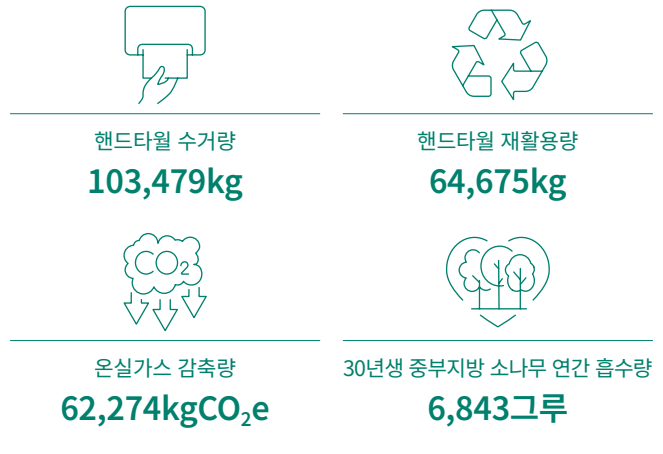 핸드타월 수거량
103,479kg
핸드타월 재활용량
64,675kg
CO2
온실가스 감축량
62,274kgCO₂e
30년생 중부지방 소나무 연간 흡수량
6,843그루